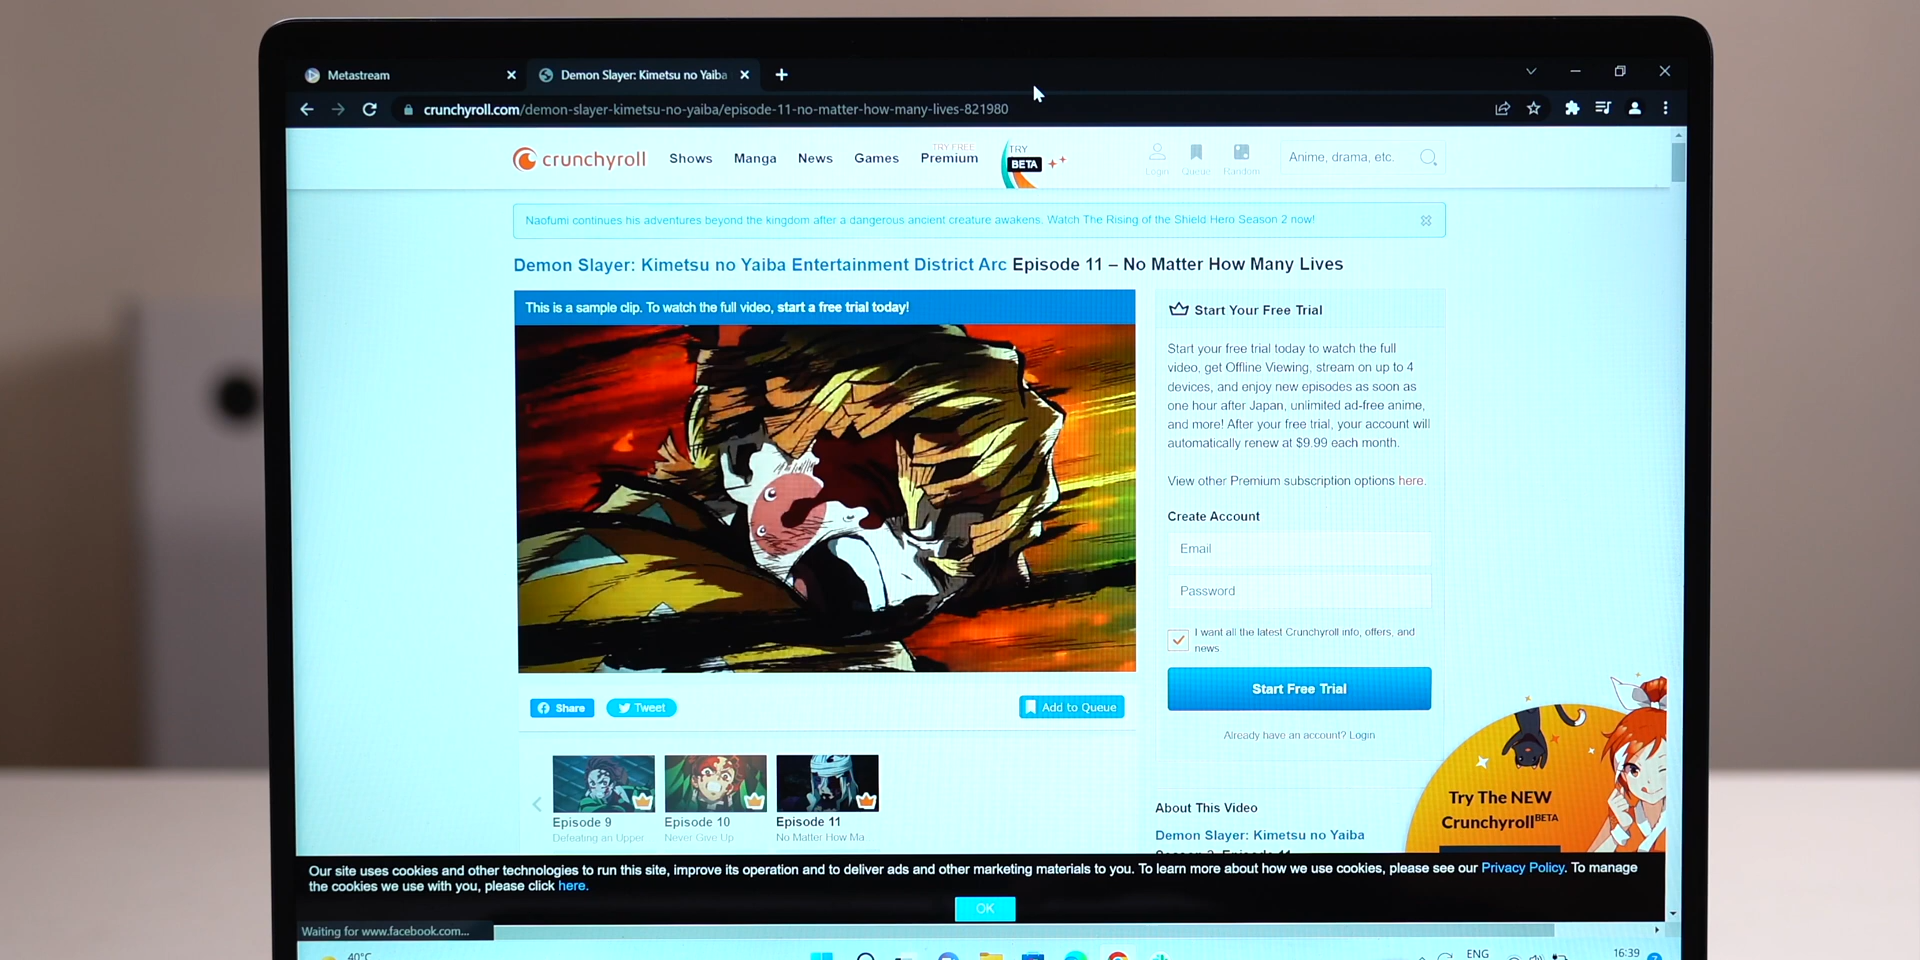 Metastream
Demon Slayer: Kimetsu no Yaiba
crunchyroll.com/demon-slayer-kimetsu-no-yaiba/episode-11-no-matter-how-many-lives-821980
crunchyroll
Shows
Manga
News
Games
TRY FREE
Premium
TRY
BETA
Login
Queue
Random
Anime, drama, etc.
Naofumi continues his adventures beyond the kingdom after a dangerous ancient creature awakens. Watch The Rising of the Shield Hero Season 2 now!
Demon Slayer: Kimetsu no Yaiba Entertainment District Arc Episode 11 – No Matter How Many Lives
This is a sample clip. To watch the full video, start a free trial today!
Start Your Free Trial
Start your free trial today to watch the full
video, get Offline Viewing, stream on up to 4
devices, and enjoy new episodes as soon as
one hour after Japan, unlimited ad-free anime,
and more! After your free trial, your account will
automatically renew at $9.99 each month.
View other Premium subscription options here.
Create Account
Email
Password
I want all the latest Crunchyroll info, offers, and
news
Start Free Trial
Already have an account? Login
Share
Tweet
Add to Queue
Episode 9
Defeating an Upper
Episode 10
Never Give Up
Episode 11
No Matter How Ma
About This Video
Demon Slayer: Kimetsu no Yaiba
Try The NEW
CrunchyrollBETA
Our site uses cookies and other technologies to run this site, improve its operation and to deliver ads and other marketing materials to you. To learn more about how we use cookies, please see our Privacy Policy. To manage
the cookies we use with you, please click here.
OK
Waiting for www.facebook.com...
40°C
ENG
16:39